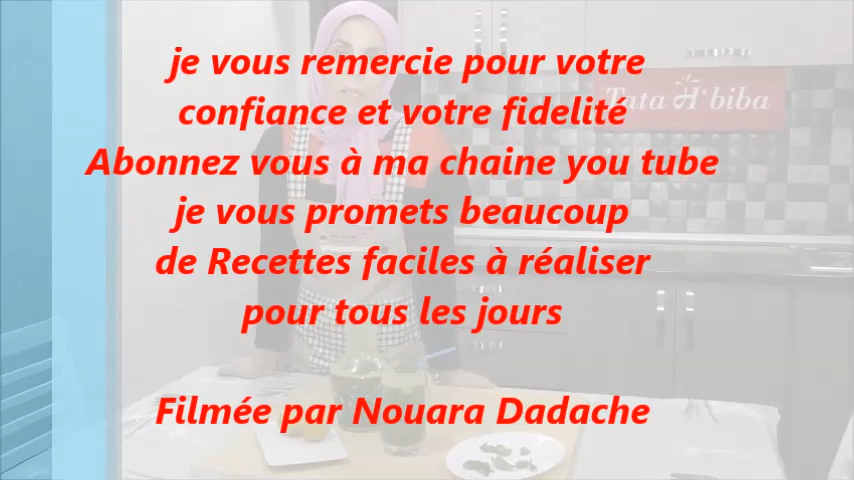 je vous remercie pour votre
confiance et votre fidelité
Tata H'biba
Abonnez vous à ma chaine you tube
je vous promets beaucoup
de Recettes faciles à réaliser
pour tous les jours
Filmée par Nouara Dadache